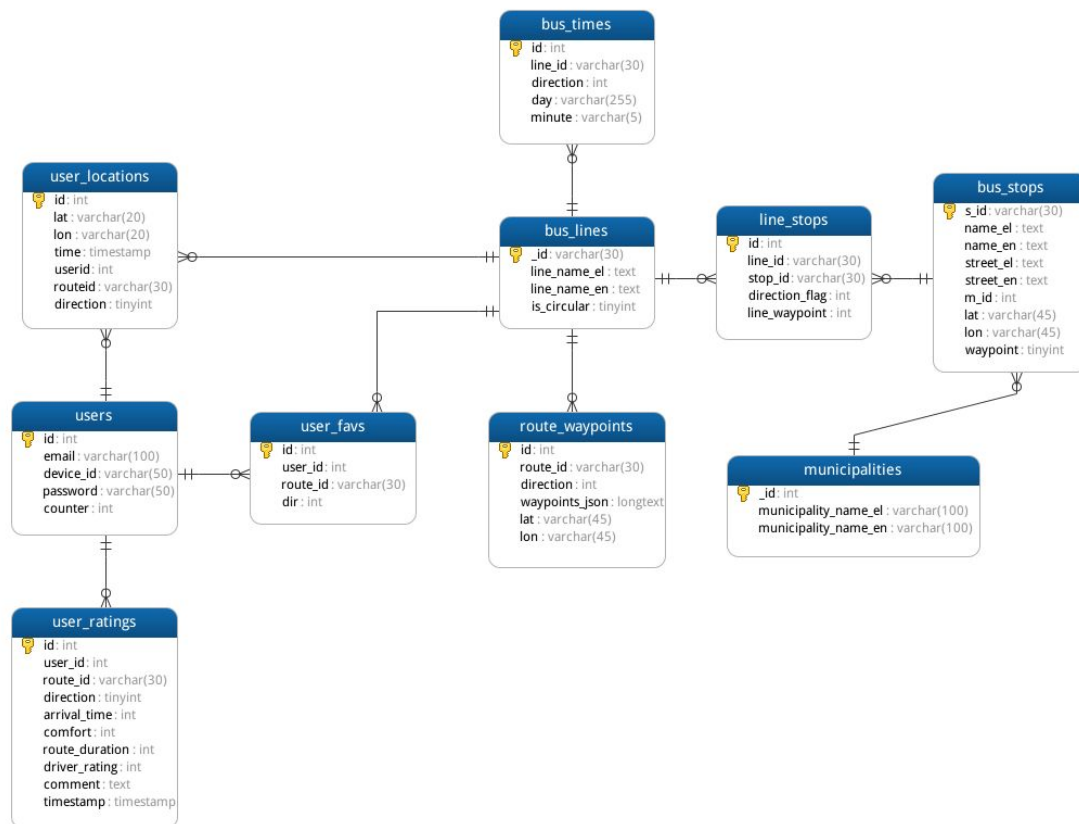 bus_times
id: int
line_id: varchar(30)
direction: int
day: varchar(255)
minute: varchar(5)
user_locations
id: int
lat: varchar(20)
lon: varchar(20)
time: timestamp
userid: int
routeid: varchar(30)
direction: tinyint
bus_lines
_id: varchar(30)
line_name_el: text
line_name_en: text
is_circular: tinyint
line_stops
id: int
line_id: varchar(30)
stop_id: varchar(30)
direction_flag: int
line_waypoint: int
bus_stops
s_id: varchar(30)
name_el: text
name_en: text
street_el: text
street_en: text
m_id: int
lat: varchar(45)
lon: varchar(45)
waypoint: tinyint
users
id: int
email: varchar(100)
device_id: varchar(50)
password: varchar(50)
counter: int
user_favs
id: int
user_id: int
route_id: varchar(30)
dir: int
route_waypoints
id: int
route_id: varchar(30)
direction: int
waypoints_json: longtext
lat: varchar(45)
lon: varchar(45)
municipalities
_id: int
municipality_name_el: varchar(100)
municipality_name_en: varchar(100)
user_ratings
id: int
user_id: int
route_id: varchar(30)
direction: tinyint
arrival_time: int
comfort: int
route_duration: int
driver_rating: int
comment: text
timestamp: timestamp